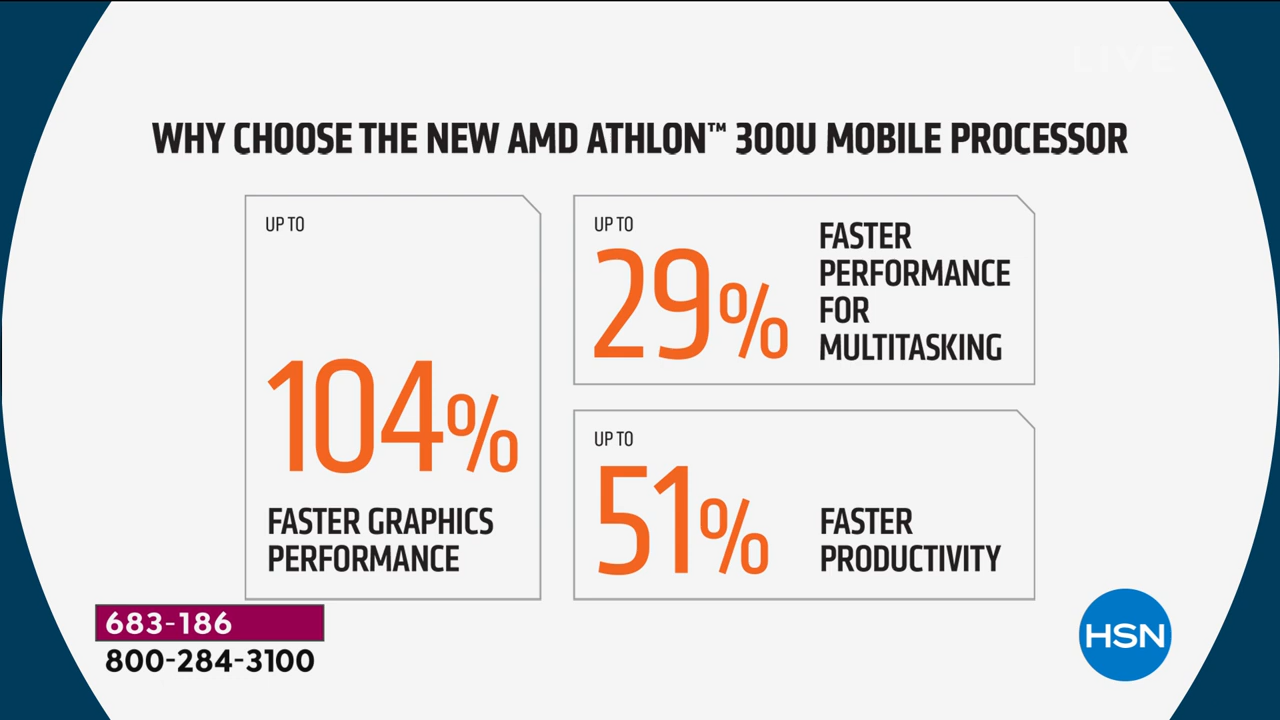 LIVE
WHY CHOOSE THE NEW AMD ATHLON™ 300U MOBILE PROCESSOR
UP TO
104%
FASTER GRAPHICS
PERFORMANCE
UP TO
29%
FASTER
PERFORMANCE
FOR
MULTITASKING
UP TO
51%
FASTER
PRODUCTIVITY
683-186
800-284-3100
HSN